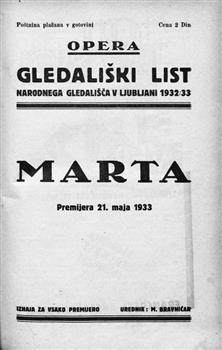 Poštnina plačana v gotovini Cena 2 Din
OPERA
GLEDALIŠKI LIST
NARODNEGA GLEDALIŠČA V LJUBLJANI 1932/33
MARTA
Premijera 21. maja 1933
IZHAJA ZA VSAKO PREMIJERO UREDNIK: M. BRAVNIČAR